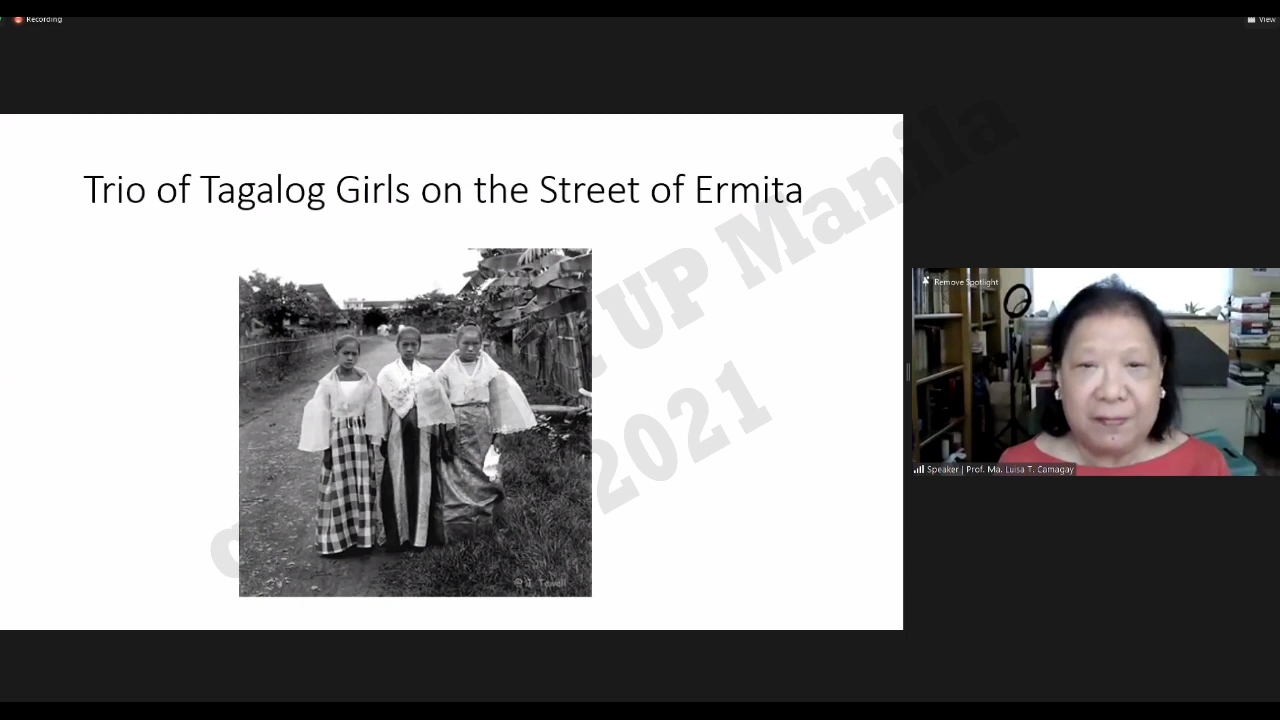 Recording
View
Trio of Tagalog Girls on the Street of Ermita
UP Manila
2021
Remove Spotlight
Speaker | Prof. Ma. Luisa T. Camagay